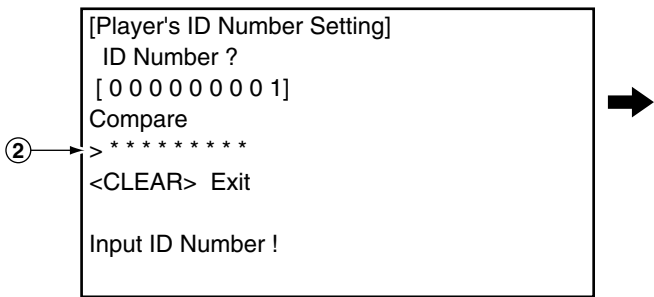 [Player's ID Number Setting]
ID Number ?
[ 0 0 0 0 0 0 0 0 1]
Compare
② > * * * * * * * * *
<CLEAR> Exit
Input ID Number !